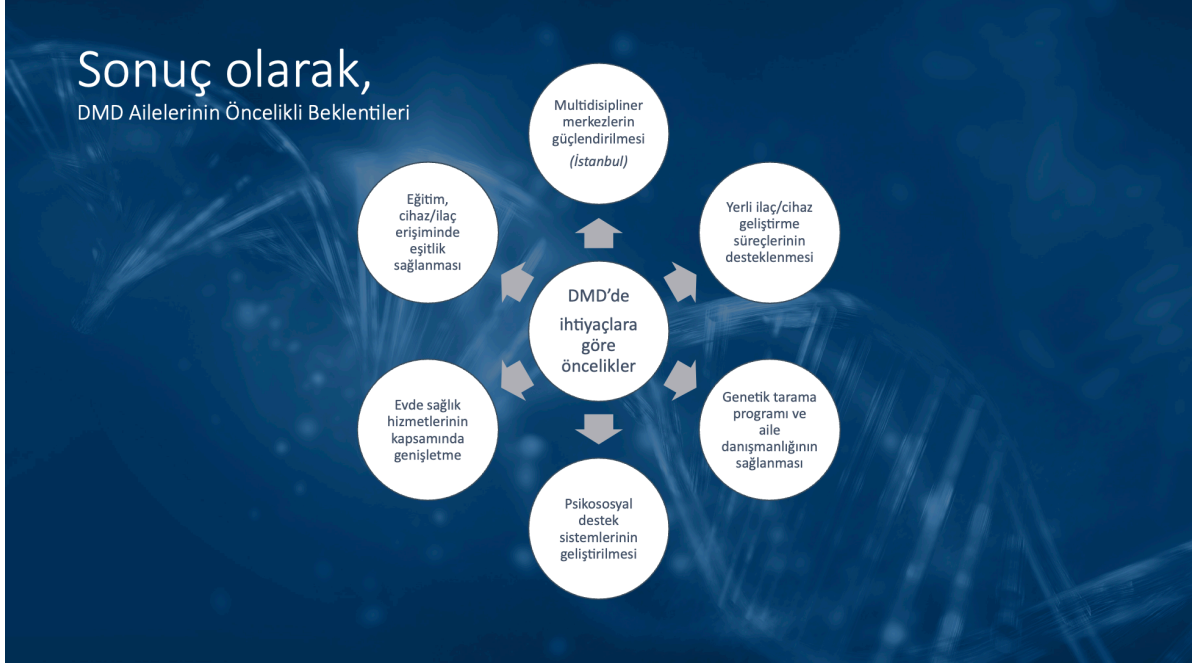 Sonuç olarak,
DMD Ailelerinin Öncelikli Beklentileri
Multidisipliner
merkezlerin
güçlendirilmesi
(İstanbul)
Yerli ilaç/cihaz
geliştirme
süreçlerinin
desteklenmesi
Genetik tarama
programı ve
aile
danışmanlığının
sağlanması
Psikososyal
destek
sistemlerinin
geliştirilmesi
Evde sağlık
hizmetlerinin
kapsamında
genişletme
Eğitim,
cihaz/ilaç
erişiminde
eşitlik
sağlanması
DMD’de
ihtiyaçlara
göre
öncelikler